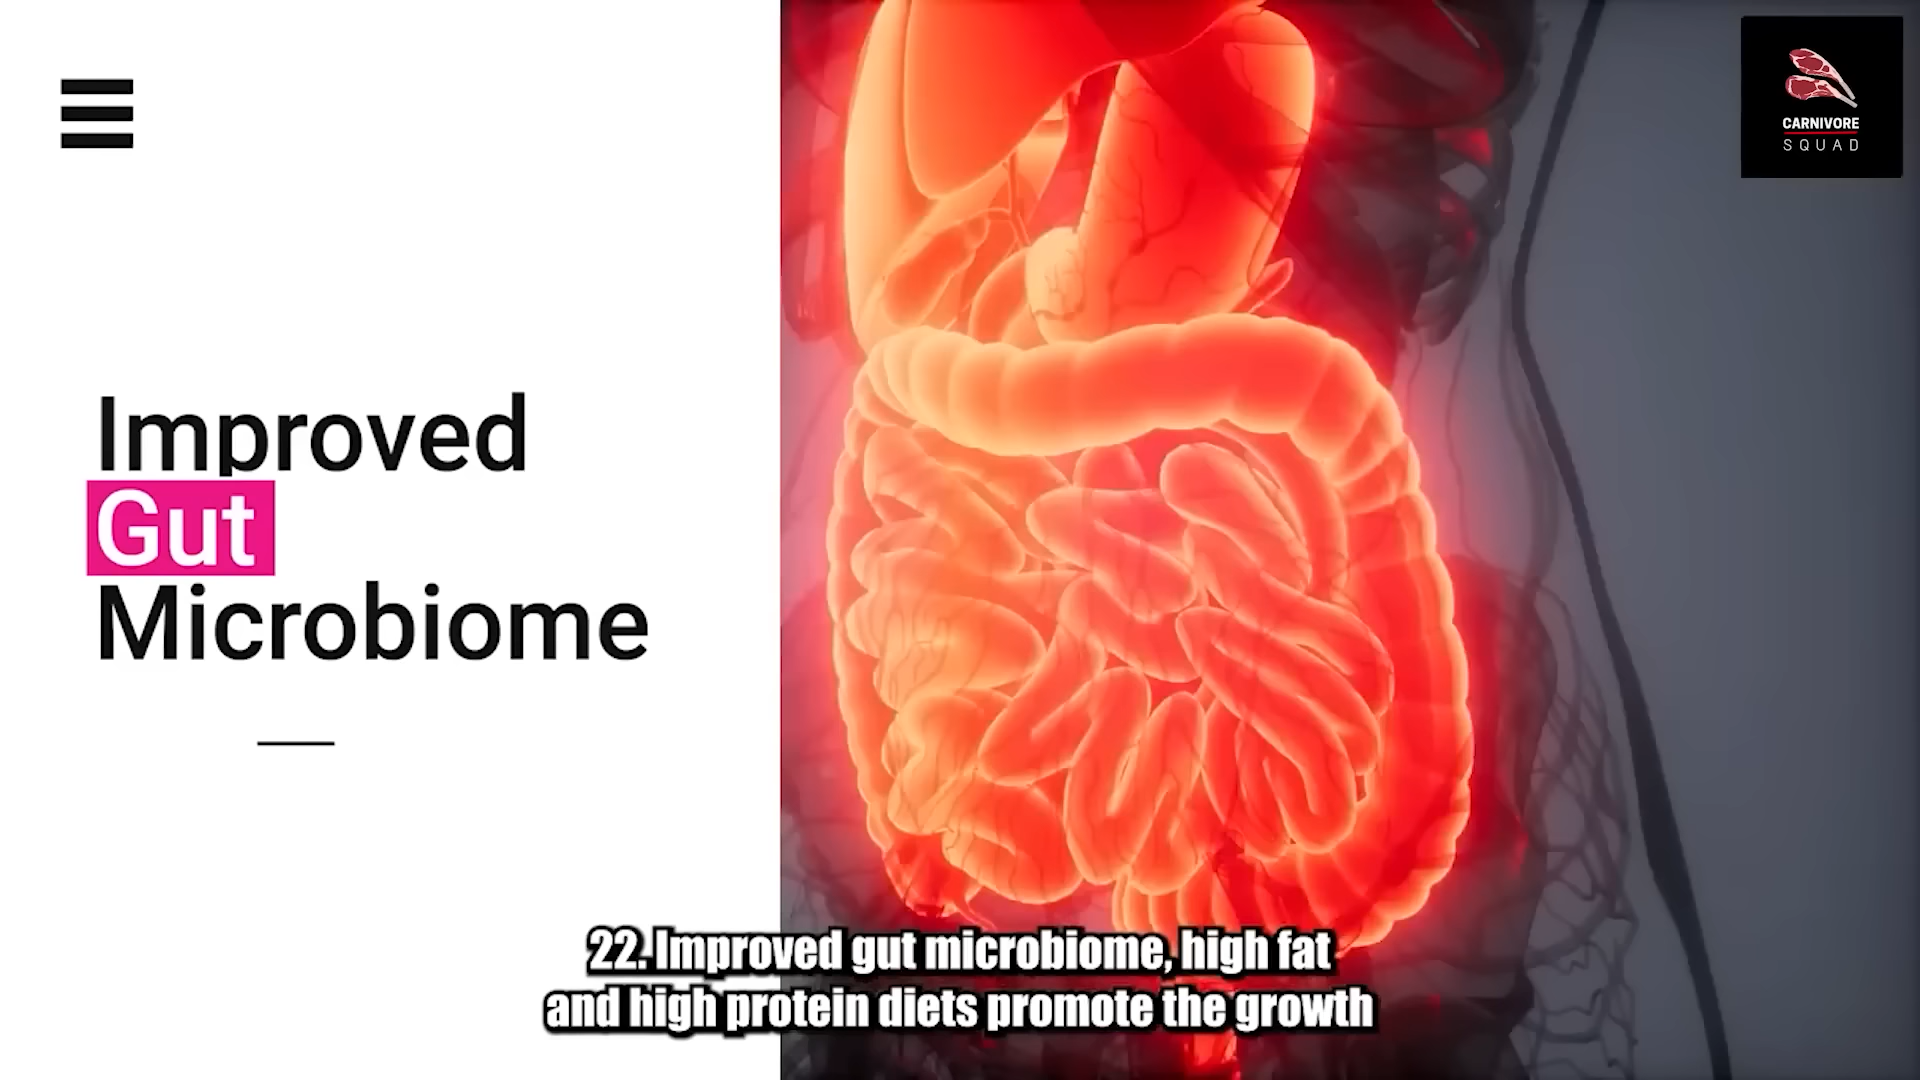 CARNIVORE
SQUAD
Improved
Gut
Microbiome
22. Improved gut microbiome, high fat
and high protein diets promote the growth